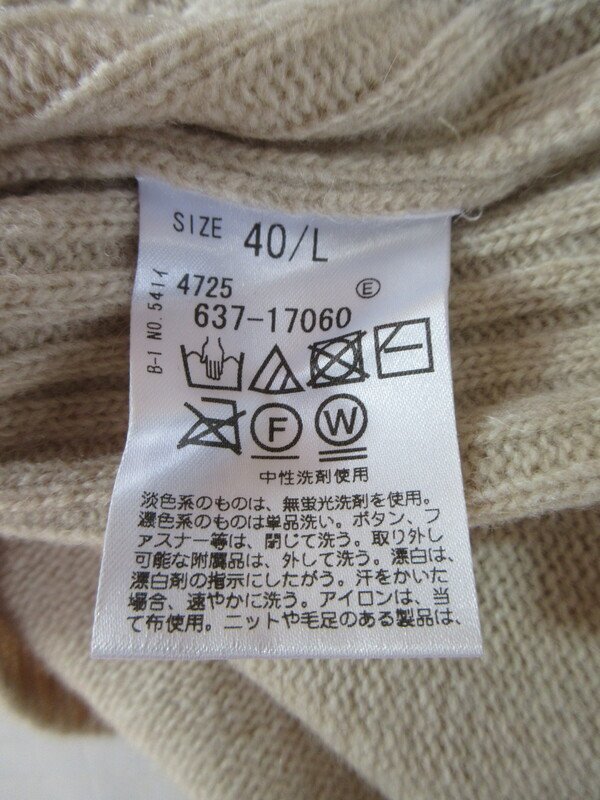 SIZE 40/L
B-1 NO.541イ
4725 E
637-17060
F W
中性洗剤使用
淡色系のものは、無蛍光洗剤を使用。
濃色系のものは単品洗い。ボタン、フ
ァスナー等は、閉じて洗う。取り外し
可能な附属品は、外して洗う。漂白は、
漂白剤の指示にしたがう。汗をかいた
場合、速やかに洗う。アイロンは、当
て布使用。ニットや毛足のある製品は、